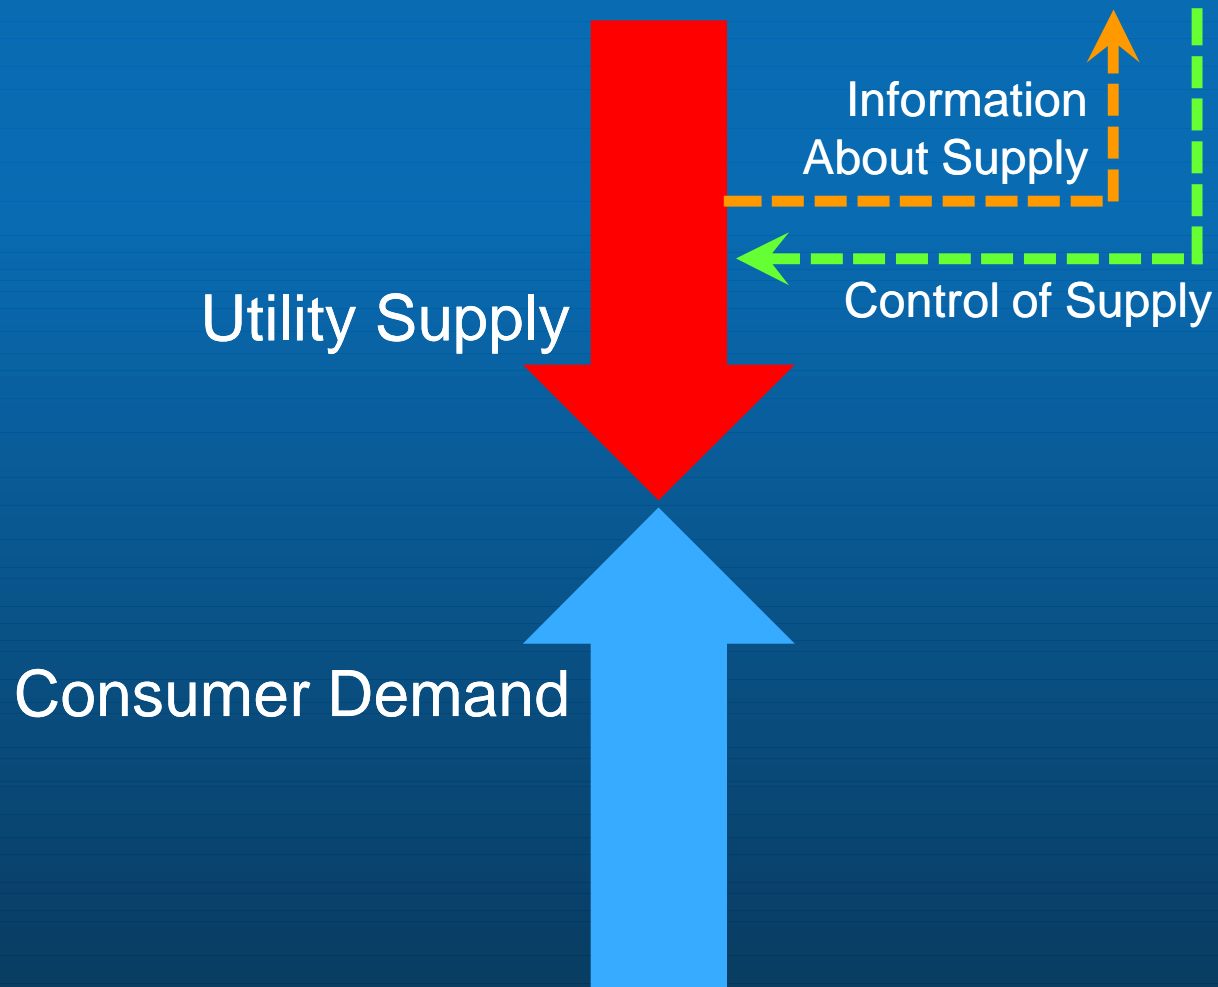 Information
About Supply
Control of Supply
Utility Supply
Consumer Demand